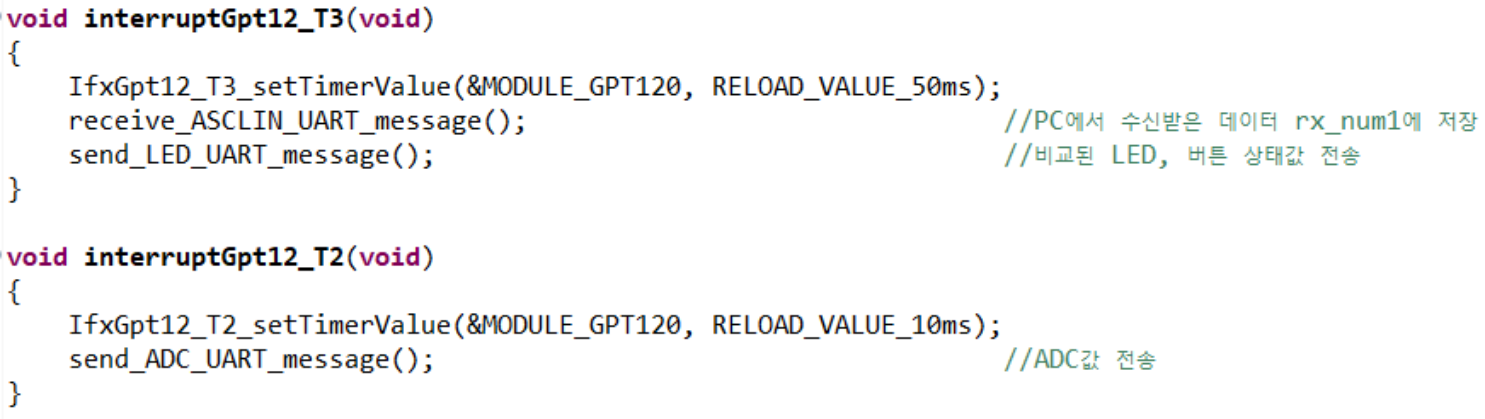 void interruptGpt12_T3(void)
{
    IfxGpt12_T3_setTimerValue(&MODULE_GPT120, RELOAD_VALUE_50ms);
    receive_ASCLIN_UART_message();                               //PC에서 수신받은 데이터 rx_num1에 저장
    send_LED_UART_message();                                     //비교된 LED, 버튼 상태값 전송
}

void interruptGpt12_T2(void)
{
    IfxGpt12_T2_setTimerValue(&MODULE_GPT120, RELOAD_VALUE_10ms);
    send_ADC_UART_message();                                     //ADC값 전송
}